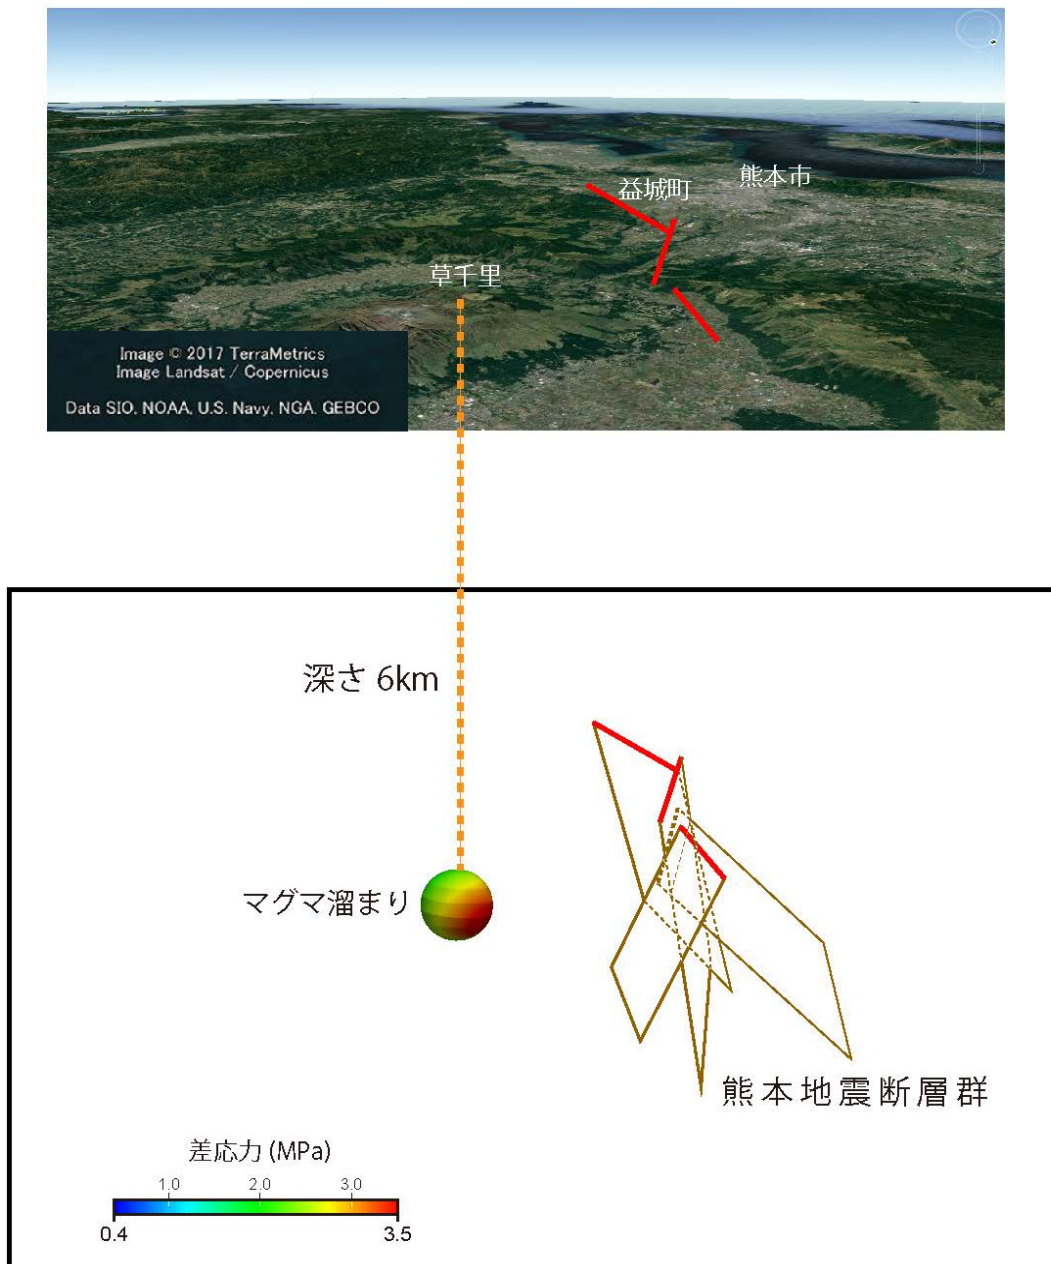 熊本市
益城町
草千里
Image © 2017 TerraMetrics
Image Landsat / Copernicus
Data SIO, NOAA, U.S. Navy, NGA, GEBCO
深さ 6km
マグマ溜まり
熊本地震断層群
差応力 (MPa)
1.0 2.0 3.0
0.4 3.5